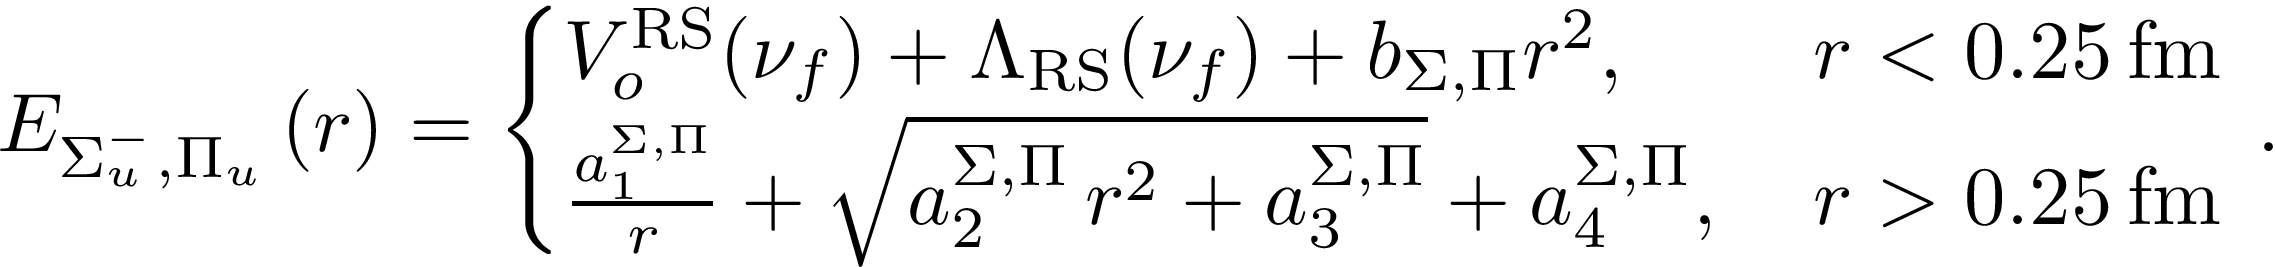 E_{\Sigma_u^-,\Pi_u}(r) = \begin{cases} V_o^{\mathrm{RS}}(\nu_f) + \Lambda_{\mathrm{RS}}(\nu_f) + b_{\Sigma,\Pi} r^2, & r < 0.25\,\mathrm{fm} \\ \frac{a_1^{\Sigma,\Pi}}{r} + \sqrt{a_2^{\Sigma,\Pi} r^2 + a_3^{\Sigma,\Pi}} + a_4^{\Sigma,\Pi}, & r > 0.25\,\mathrm{fm} \end{cases}.